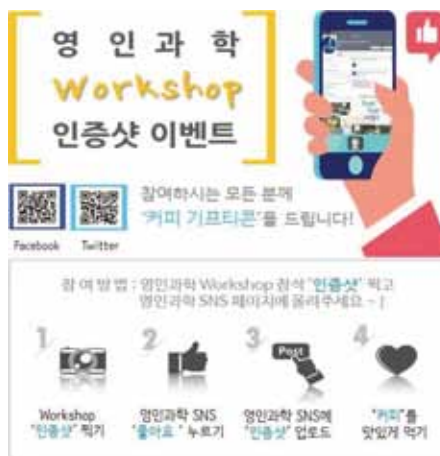 영인과학
Workshop
인증샷 이벤트
참여하시는 모든 분께
"커피 기프티콘"을 드립니다!
Facebook Twitter
참여방법 : 영인과학 Workshop 참석 "인증샷" 찍고
영인과학 SNS 페이지에 올려주세요 ~ !
1 2 3 4
Post
Workshop
"인증샷" 찍기
영인과학 SNS
"좋아요" 누르기
영인과학 SNS에
"인증샷" 업로드
"커피"를
맛있게 먹기